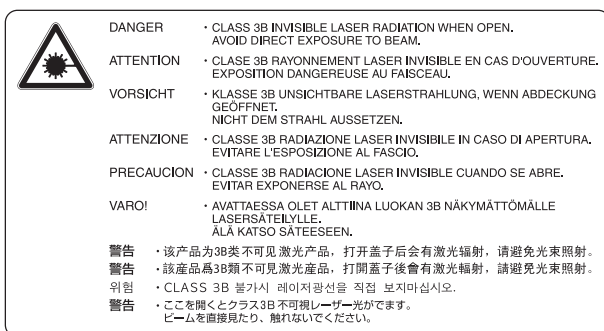 DANGER ・CLASS 3B INVISIBLE LASER RADIATION WHEN OPEN.
AVOID DIRECT EXPOSURE TO BEAM.
ATTENTION ・CLASE 3B RAYONNEMENT LASER INVISIBLE EN CAS D'OUVERTURE.
EXPOSITION DANGEREUSE AU FAISCEAU.
VORSICHT ・KLASSE 3B UNSICHTBARE LASERSTRAHLUNG, WENN ABDECKUNG
GEÖFFNET.
NICHT DEM STRAHL AUSSETZEN.
ATTENZIONE ・CLASSE 3B RADIAZIONE LASER INVISIBILE IN CASO DI APERTURA.
EVITARE L'ESPOSIZIONE AL FASCIO.
PRECAUCION ・CLASSE 3B RADIACIONE LASER INVISIBLE CUANDO SE ABRE.
EVITAR EXPONERSE AL RAYO.
VARO! ・AVATTAESSA OLET ALTTIINA LUOKAN 3B NÄKYMÄTTÖMÄLLE
LASERSÄTEILYLLE.
ÄLÄ KATSO SÄTEESEEN.
警告 ・该产品为3B类不可见激光产品，打开盖子后会有激光辐射，请避免光束照射。
警告 ・該産品爲3B類不可見激光産品，打開蓋子後會有激光輻射，請避免光束照射。
위험 ・CLASS 3B 불가시 레이저광선을 직접 보지마십시오.
警告 ・ここを開くとクラス3B不可視レーザー光がでます。
ビームを直接見たり、触れないでください。